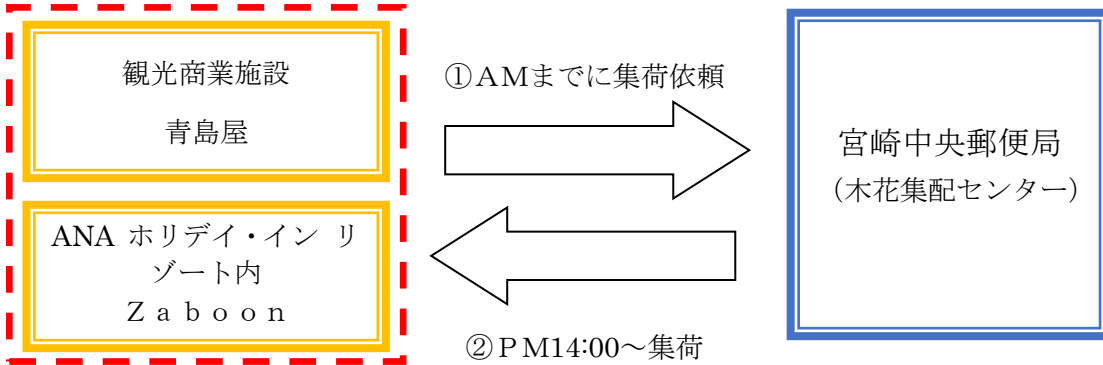 観光商業施設
青島屋
ANA ホリデイ・イン リ
ゾート内
Ｚａｂｏｏｎ
①ＡＭまでに集荷依頼
②ＰＭ14:00～集荷
宮崎中央郵便局
（木花集配センター）